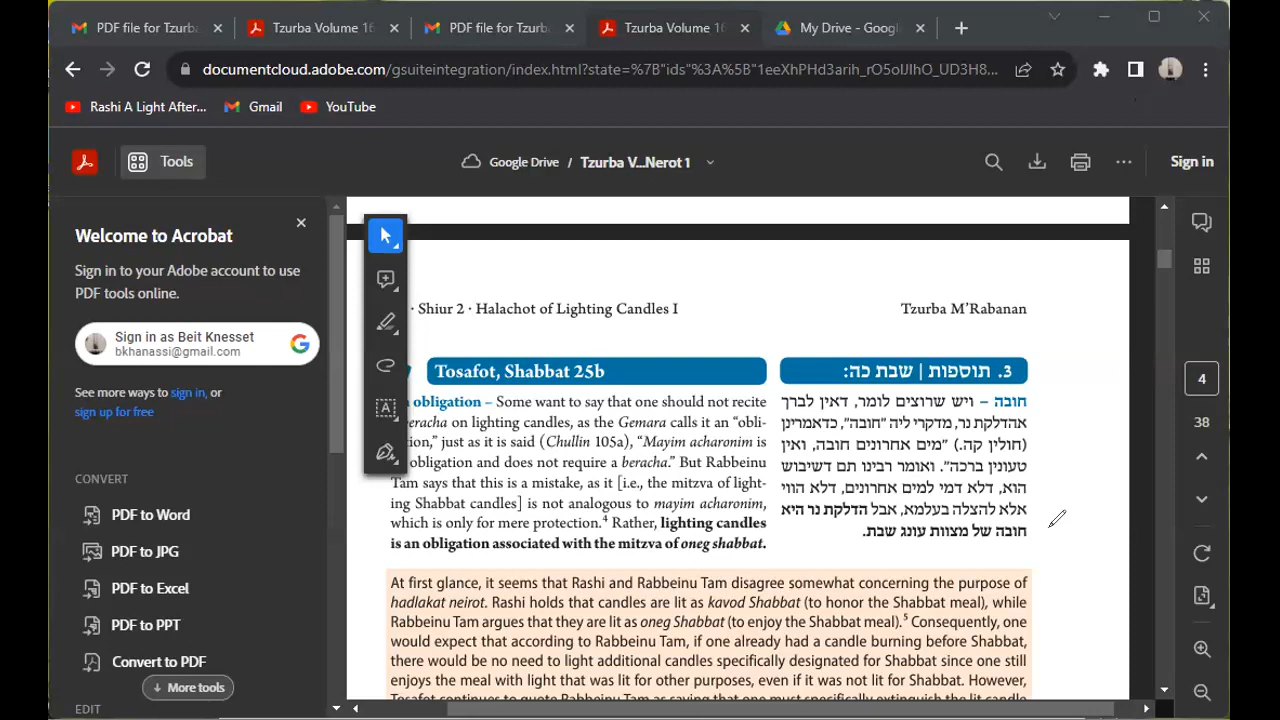 PDF file for Tzurba
Tzurba Volume 16
PDF file for Tzurba
Tzurba Volume 16
My Drive - Google
documentcloud.adobe.com/gsuiteintegration/index.html?state=%7B"ids"%3A%5B"1eeXhPHd3arih_rO5olJIhO_UD3H8...
Rashi A Light After...
Gmail
YouTube
Tools
Google Drive / Tzurba V...Nerot 1
Sign in
Welcome to Acrobat
Sign in to your Adobe account to use
PDF tools online.
Sign in as Beit Knesset
bkhanassi@gmail.com
See more ways to sign in, or
sign up for free
CONVERT
PDF to Word
PDF to JPG
PDF to Excel
PDF to PPT
Convert to PDF
More tools
EDIT
· Shiur 2 · Halachot of Lighting Candles I
Tzurba M'Rabanan
Tosafot, Shabbat 25b
obligation – Some want to say that one should not recite
beracha on lighting candles, as the Gemara calls it an "obli-
tion," just as it is said (Chullin 105a), "Mayim acharonim is
obligation and does not require a beracha." But Rabbeinu
Tam says that this is a mistake, as it [i.e., the mitzva of light-
ing Shabbat candles] is not analogous to mayim acharonim,
which is only for mere protection.4 Rather, lighting candles
is an obligation associated with the mitzva of oneg shabbat.
3. תוספות | שבת כה:
חובה – ויש שרוצים לומר, דאין לברך
אהדלקת נר, מדקרי ליה "חובה", כדאמרינן
(חולין קה.) "מים אחרונים חובה, ואין
טעונין ברכה". ואומר רבינו תם דשיבוש
הוא, דלא דמי למים אחרונים, דלא הווי
אלא להצלה בעלמא, אבל הדלקת נר היא
חובה של מצוות עונג שבת.
At first glance, it seems that Rashi and Rabbeinu Tam disagree somewhat concerning the purpose of
hadlakat neirot. Rashi holds that candles are lit as kavod Shabbat (to honor the Shabbat meal), while
Rabbeinu Tam argues that they are lit as oneg Shabbat (to enjoy the Shabbat meal).5 Consequently, one
would expect that according to Rabbeinu Tam, if one already had a candle burning before Shabbat,
there would be no need to light additional candles specifically designated for Shabbat since one still
enjoys the meal with light that was lit for other purposes, even if it was not lit for Shabbat. However,
Tosafot continues to quote Rabbeinu Tam as saying that one must specifically extinguish the lit candle
4
38